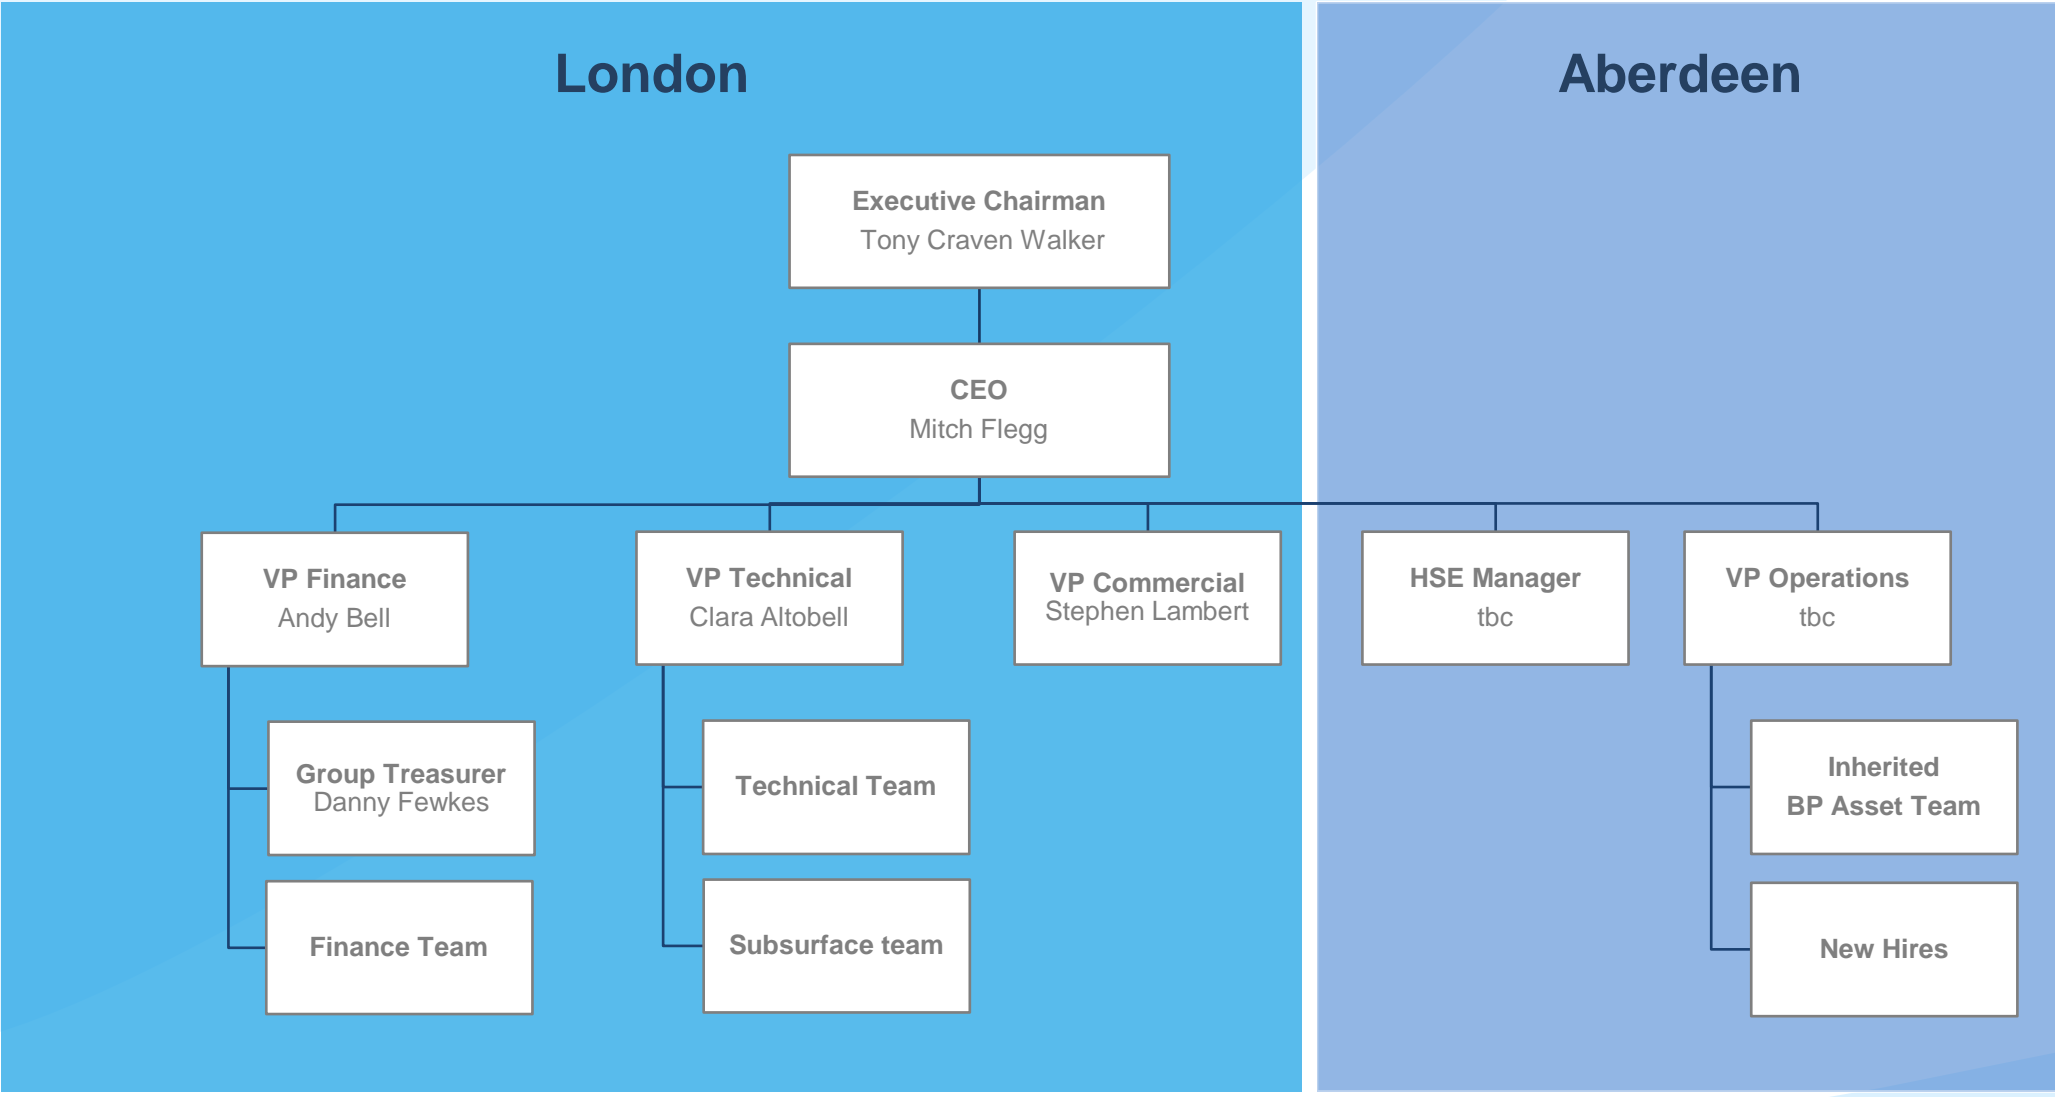 London
Aberdeen
Executive Chairman
Tony Craven Walker
CEO
Mitch Flegg
VP Finance
Andy Bell
VP Technical
Clara Altobell
VP Commercial
Stephen Lambert
HSE Manager
tbc
VP Operations
tbc
Group Treasurer
Danny Fewkes
Technical Team
Inherited
BP Asset Team
Finance Team
Subsurface team
New Hires